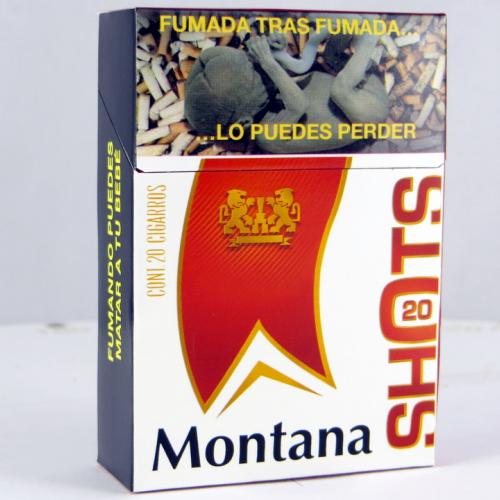 FUMADA TRAS FUMADA...
...LO PUEDES PERDER
FUMANDO PUEDES
MATAR A TU BEBÉ
CONT 20 CIGARROS
SHOTS
20
Montana